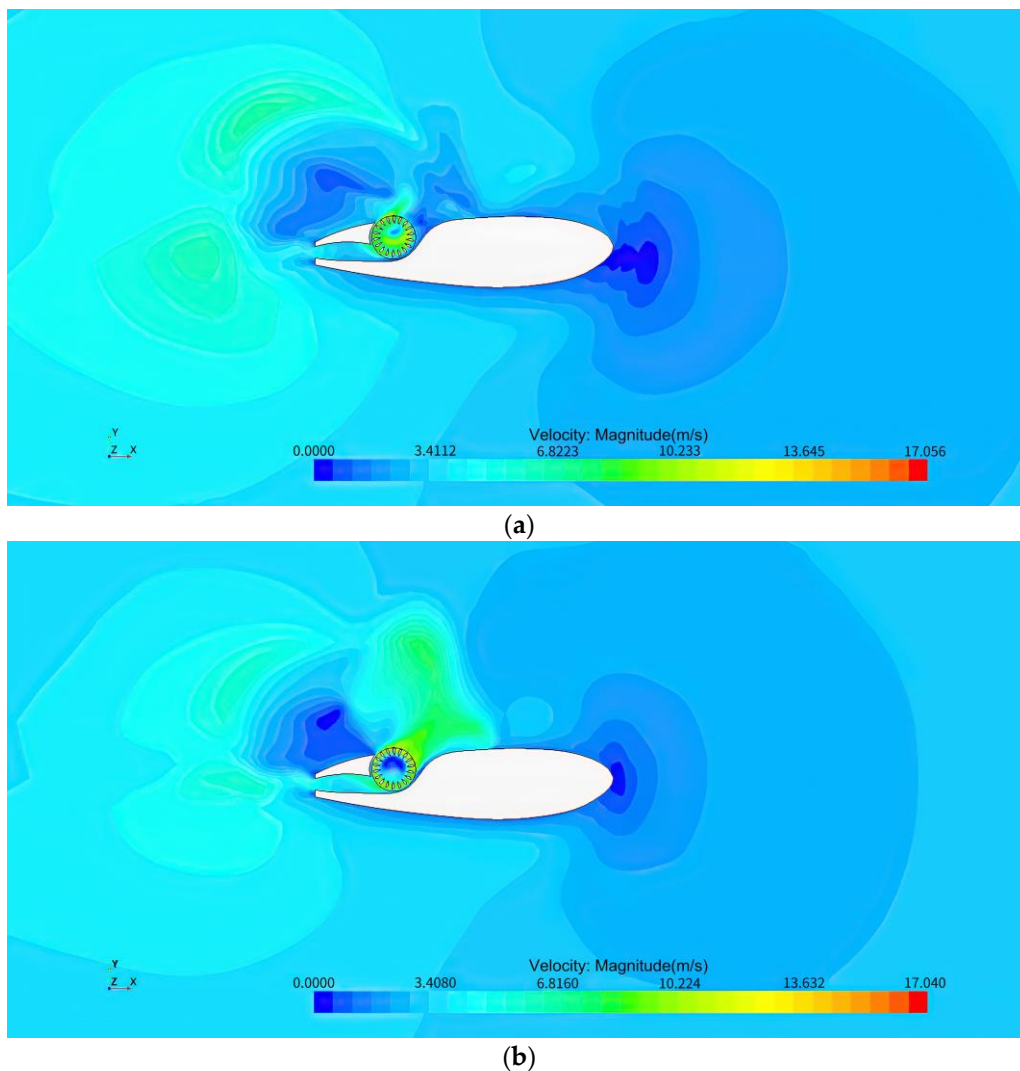 Y
Z X
Velocity: Magnitude(m/s)
0.0000 3.4112 6.8223 10.233 13.645 17.056
(a)
Y
Z X
Velocity: Magnitude(m/s)
0.0000 3.4080 6.8160 10.224 13.632 17.040
(b)